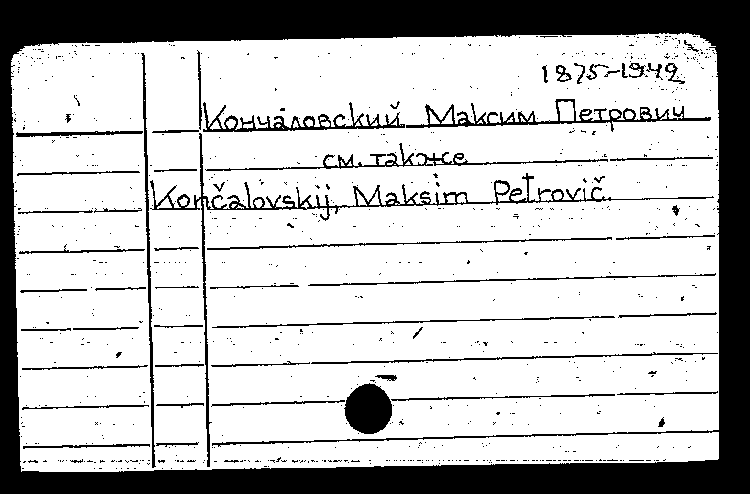 1875-1942
Кончаловский Максим Петрович
см. также
Končalovskij, Maksim Petrovič.